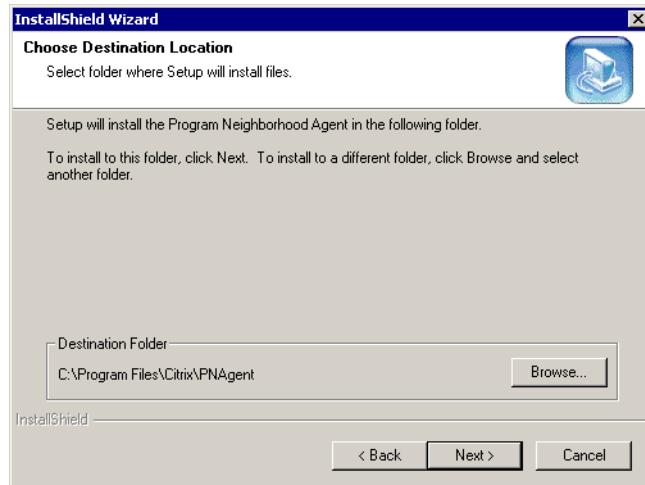 InstallShield Wizard
Choose Destination Location
Select folder where Setup will install files.
Setup will install the Program Neighborhood Agent in the following folder.
To install to this folder, click Next. To install to a different folder, click Browse and select
another folder.
Destination Folder
C:\Program Files\Citrix\PNAgent
Browse...
InstallShield
< Back
Next >
Cancel